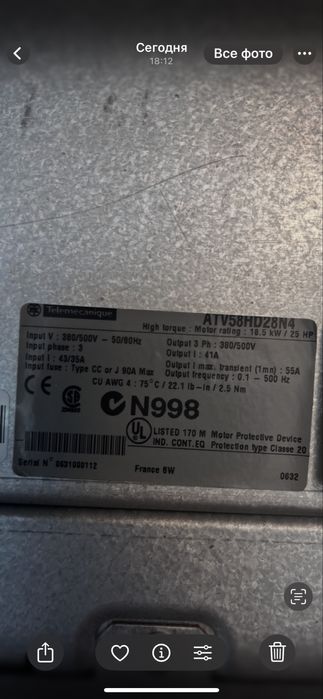 Сегодня
18:12
Все фото
Telemecanique
ATV58HD28N4
High torque : Motor rating : 18.5 kW / 25 HP
Input V : 380/500V - 50/60Hz
Output 3 Ph : 380/500V
Input phase : 3
Output I : 41A
Input I : 43/35A
Output I max. transient (1mn) : 55A
Input fuse : Type CC or J 90A Max
Output frequency : 0.1 - 500 Hz
CU AWG 4 : 75°C / 22.1 lb-in / 2.5 Nm
CE
N998
UL
LISTED 170 M Motor Protective Device
IND. CONT.EQ Protection type Classe 20
Serial N° 0631000112
France 6W
0632